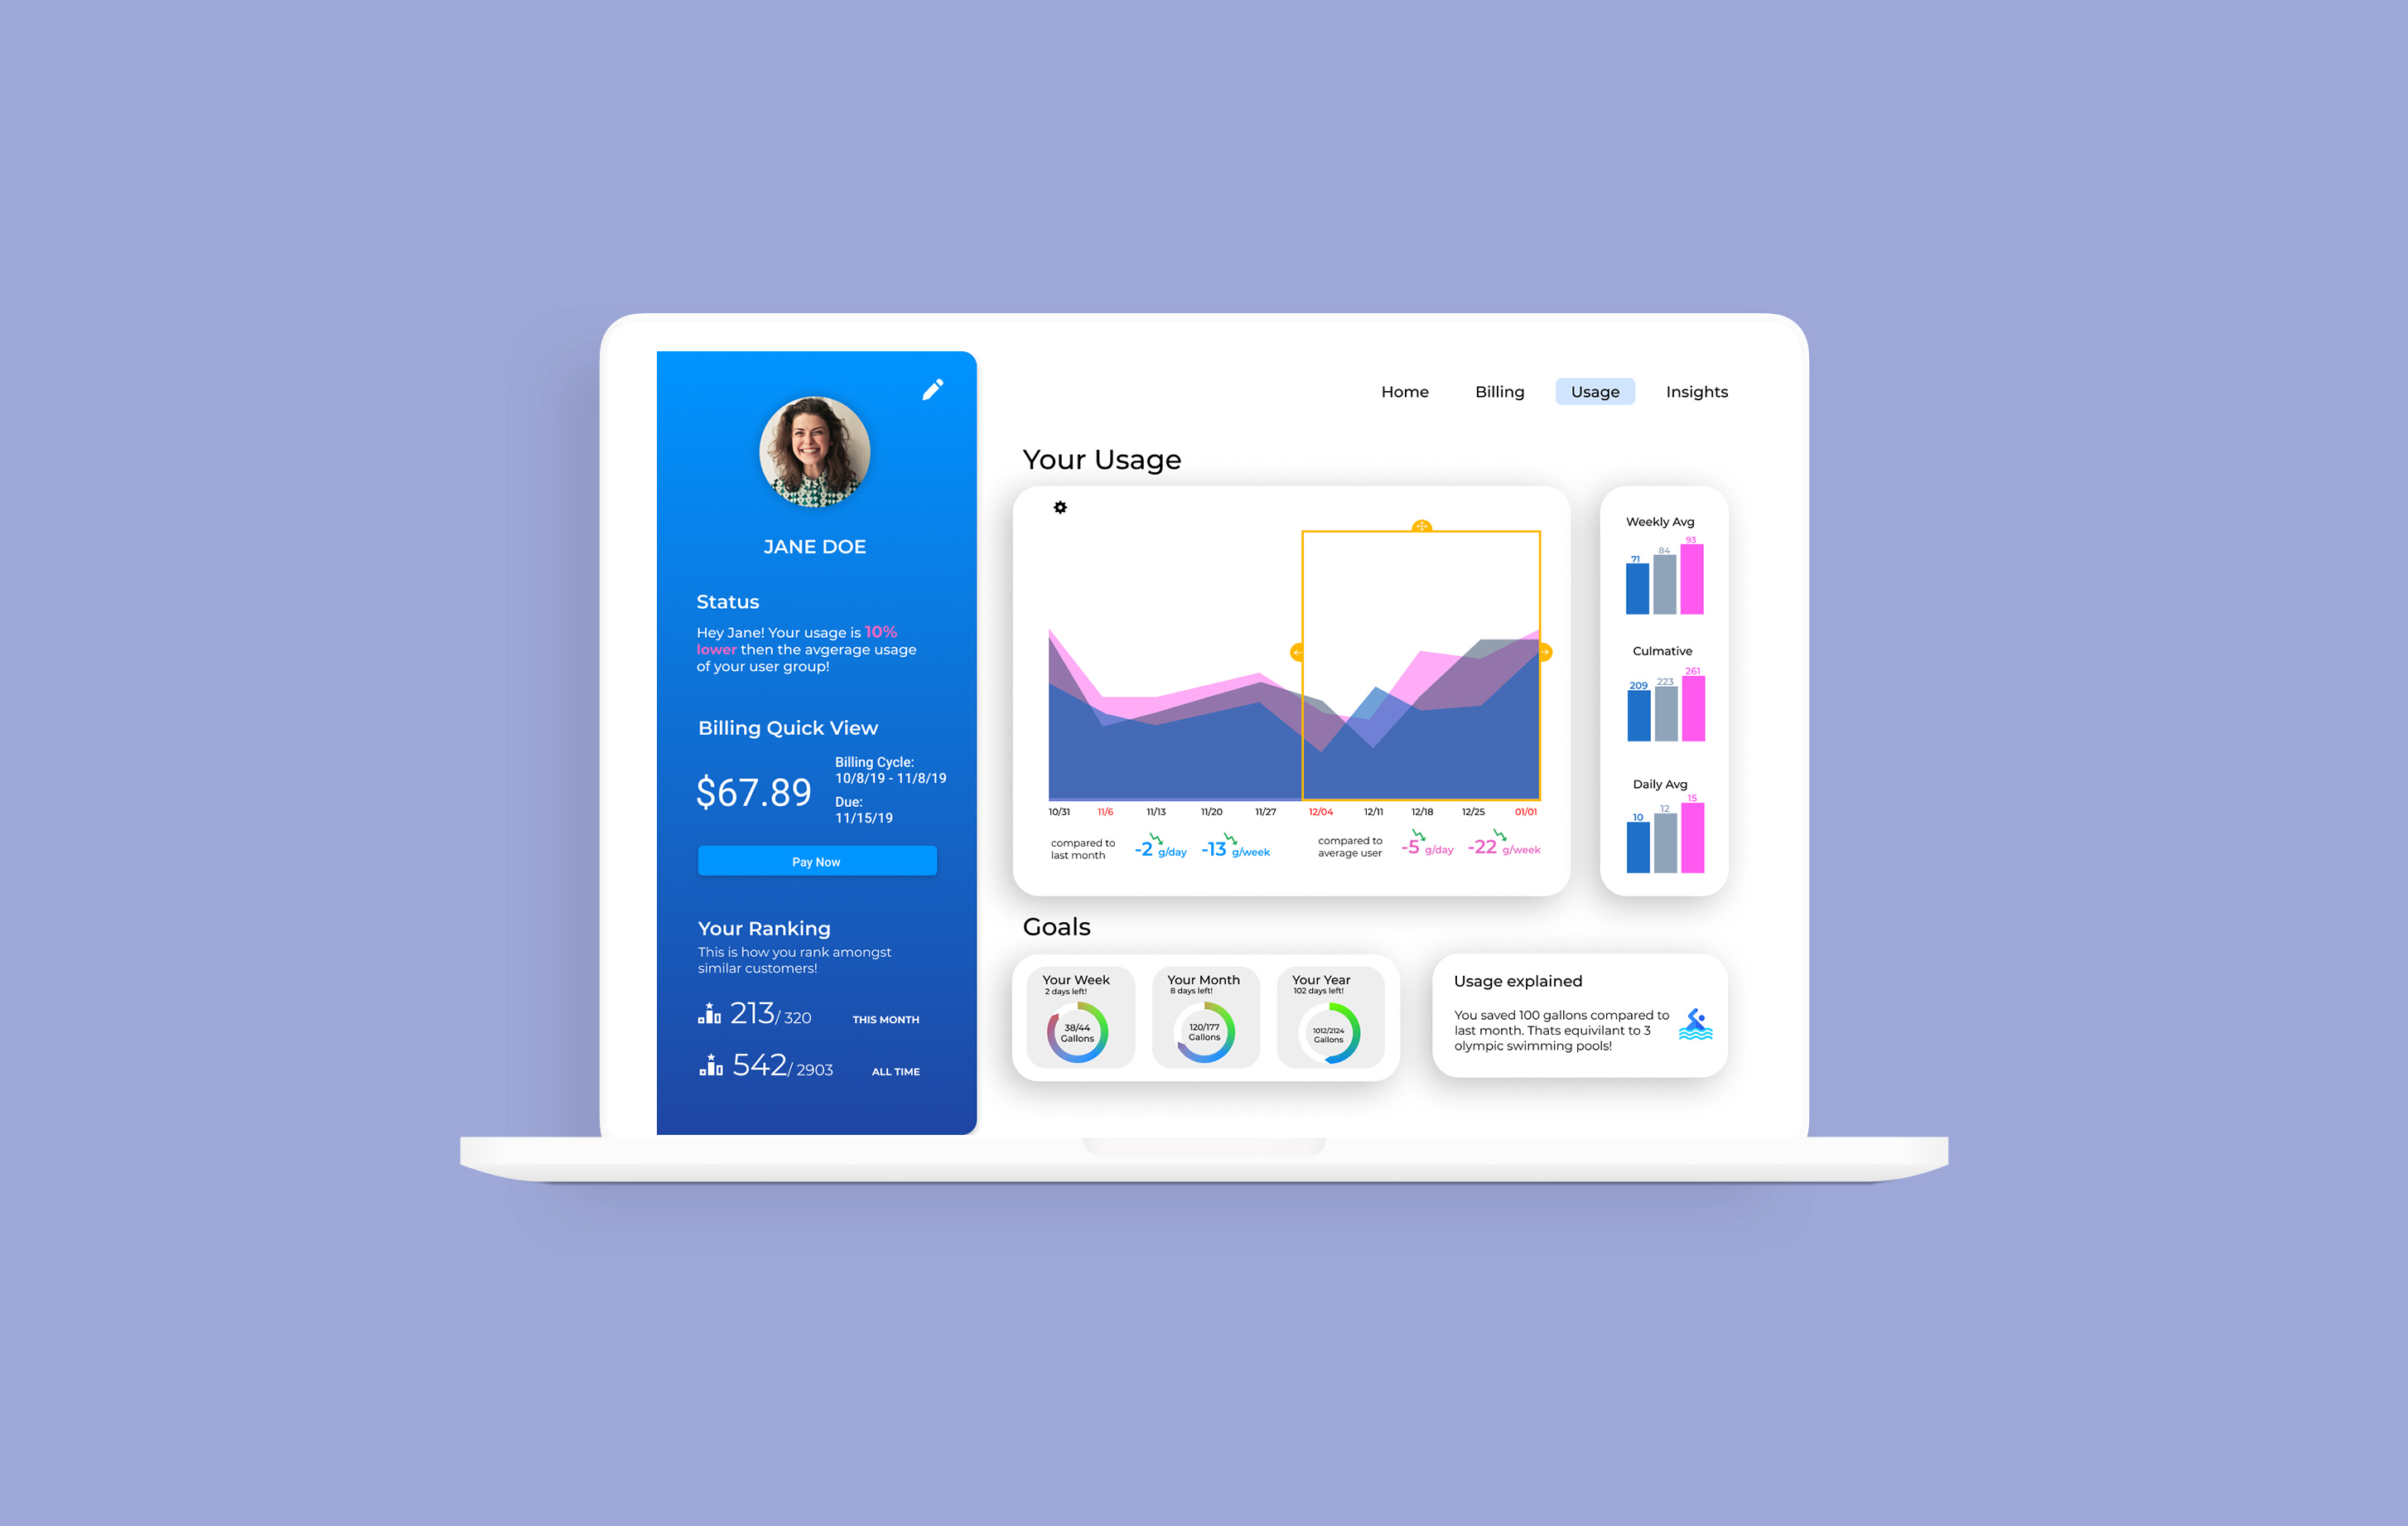 Home Billing Usage Insights
JANE DOE
Status
Hey Jane! Your usage is 10%
lower then the avgerage usage
of your user group!
Billing Quick View
$67.89
Billing Cycle:
10/8/19 - 11/8/19
Due:
11/15/19
Pay Now
Your Ranking
This is how you rank amongst
similar customers!
213/ 320 THIS MONTH
542/ 2903 ALL TIME
Your Usage
10/31 11/6 11/13 11/20 11/27 12/04 12/11 12/18 12/25 01/01
compared to
last month
-2 g/day -13 g/week
compared to
average user
-5 g/day -22 g/week
Weekly Avg
71 84 93
Culmative
209 223 261
Daily Avg
10 12 15
Goals
Your Week
2 days left!
38/44
Gallons
Your Month
8 days left!
120/177
Gallons
Your Year
102 days left!
1012/2124
Gallons
Usage explained
You saved 100 gallons compared to
last month. Thats equivilant to 3
olympic swimming pools!